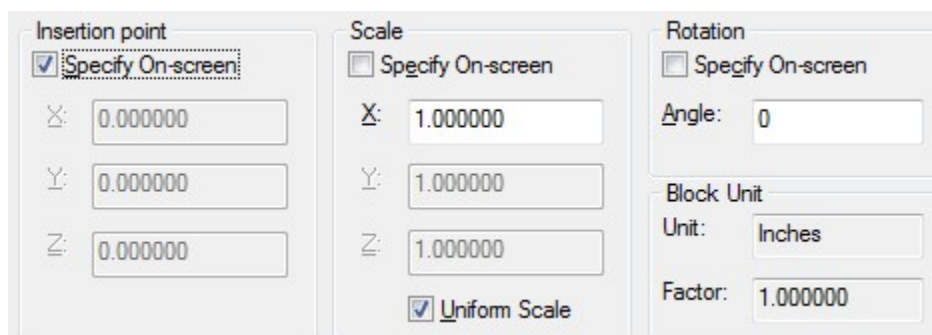 Insertion point
Specify On-screen
X: 0.000000
Y: 0.000000
Z: 0.000000
Scale
Specify On-screen
X: 1.000000
Y: 1.000000
Z: 1.000000
Uniform Scale
Rotation
Specify On-screen
Angle: 0
Block Unit
Unit: Inches
Factor: 1.000000